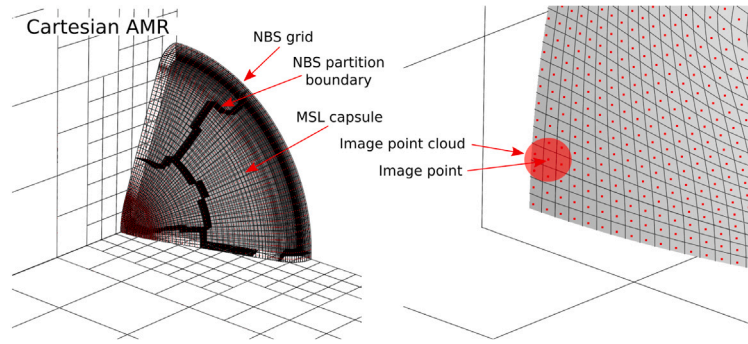 Cartesian AMR
NBS grid
NBS partition
boundary
MSL capsule
Image point cloud
Image point